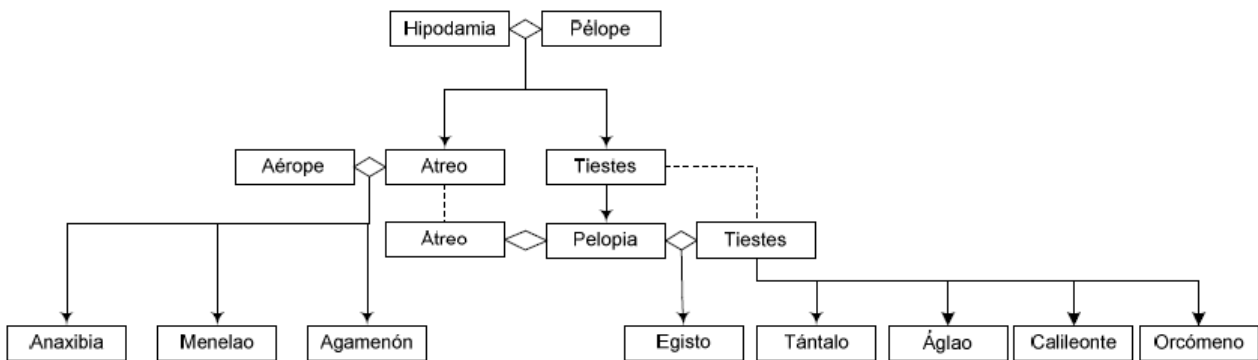 Hipodamia
Pélope
Aérope
Atreo
Tiestes
Atreo
Pelopia
Tiestes
Anaxibia
Menelao
Agamenón
Egisto
Tántalo
Áglao
Calileonte
Orcómeno